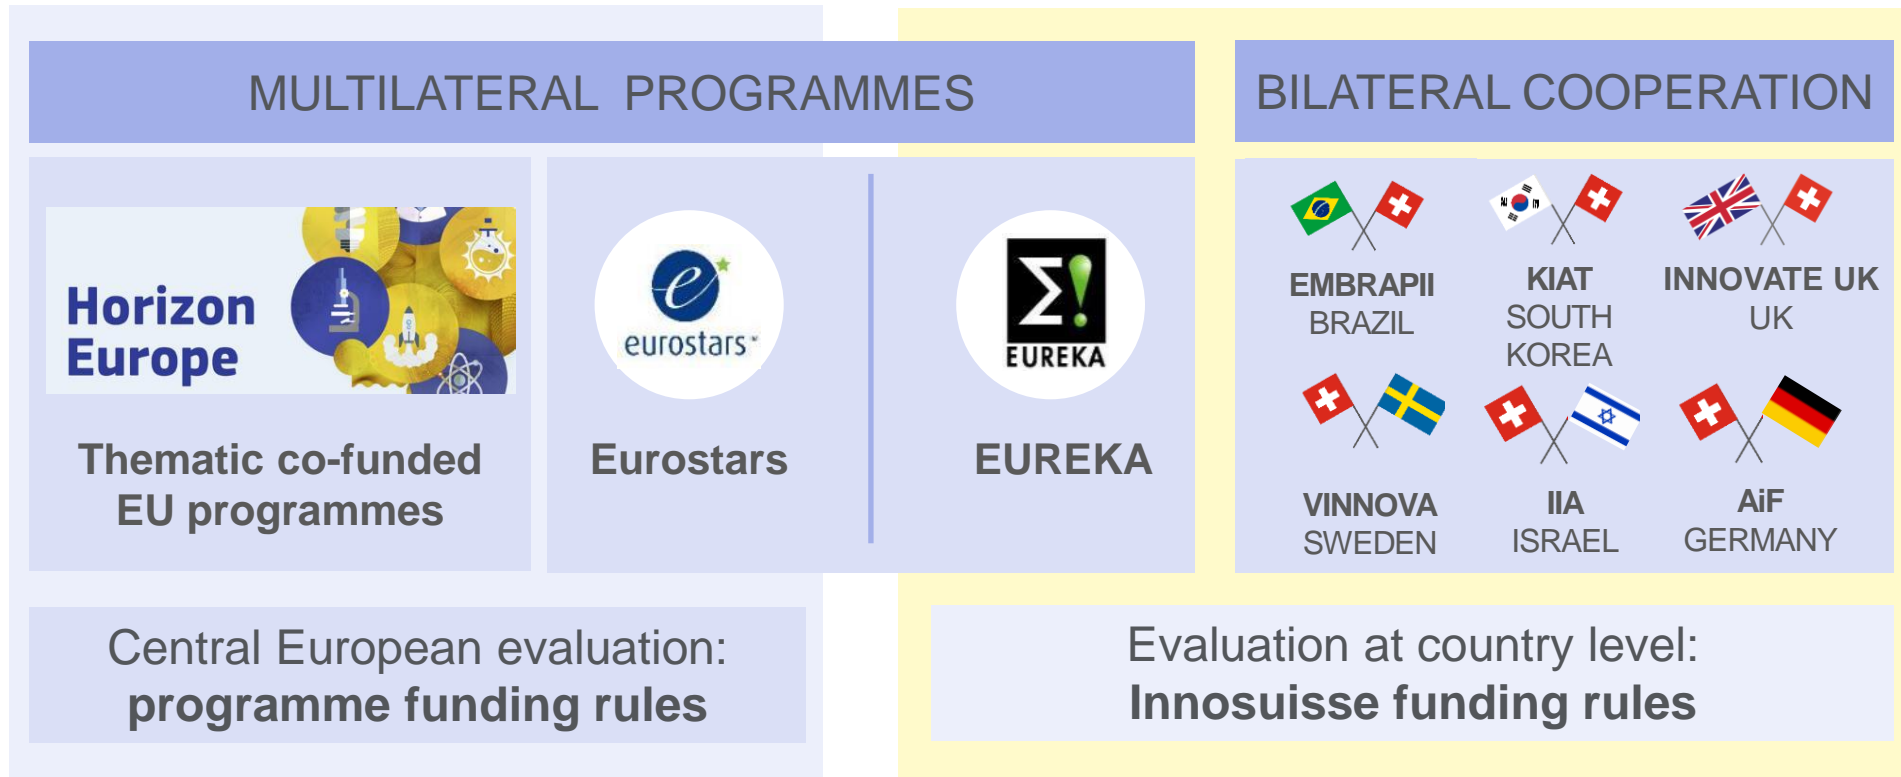 MULTILATERAL PROGRAMMES
BILATERAL COOPERATION
Horizon
Europe
eurostars™
EUREKA
Thematic co-funded
EU programmes
Eurostars
EUREKA
EMBRAPII
BRAZIL
KIAT
SOUTH
KOREA
INNOVATE UK
UK
VINNOVA
SWEDEN
IIA
ISRAEL
AiF
GERMANY
Central European evaluation:
programme funding rules
Evaluation at country level:
Innosuisse funding rules